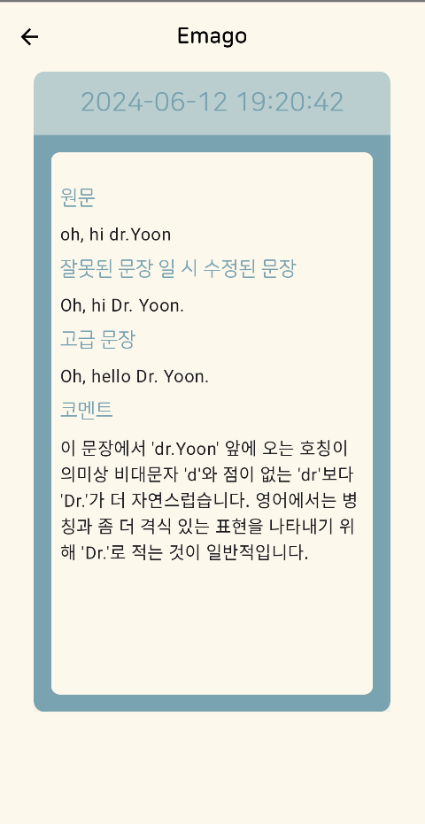 Emago
2024-06-12 19:20:42
원문
oh, hi dr.Yoon
잘못된 문장 일 시 수정된 문장
Oh, hi Dr. Yoon.
고급 문장
Oh, hello Dr. Yoon.
코멘트
이 문장에서 'dr.Yoon' 앞에 오는 호칭이
의미상 비대문자 'd'와 점이 없는 'dr'보다
'Dr.'가 더 자연스럽습니다. 영어에서는 병
칭과 좀 더 격식 있는 표현을 나타내기 위
해 'Dr.'로 적는 것이 일반적입니다.